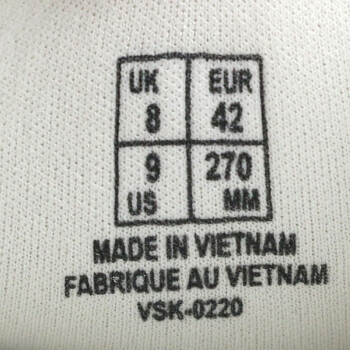 UK EUR
8 42
9 270
US MM
MADE IN VIETNAM
FABRIQUE AU VIETNAM
VSK-0220